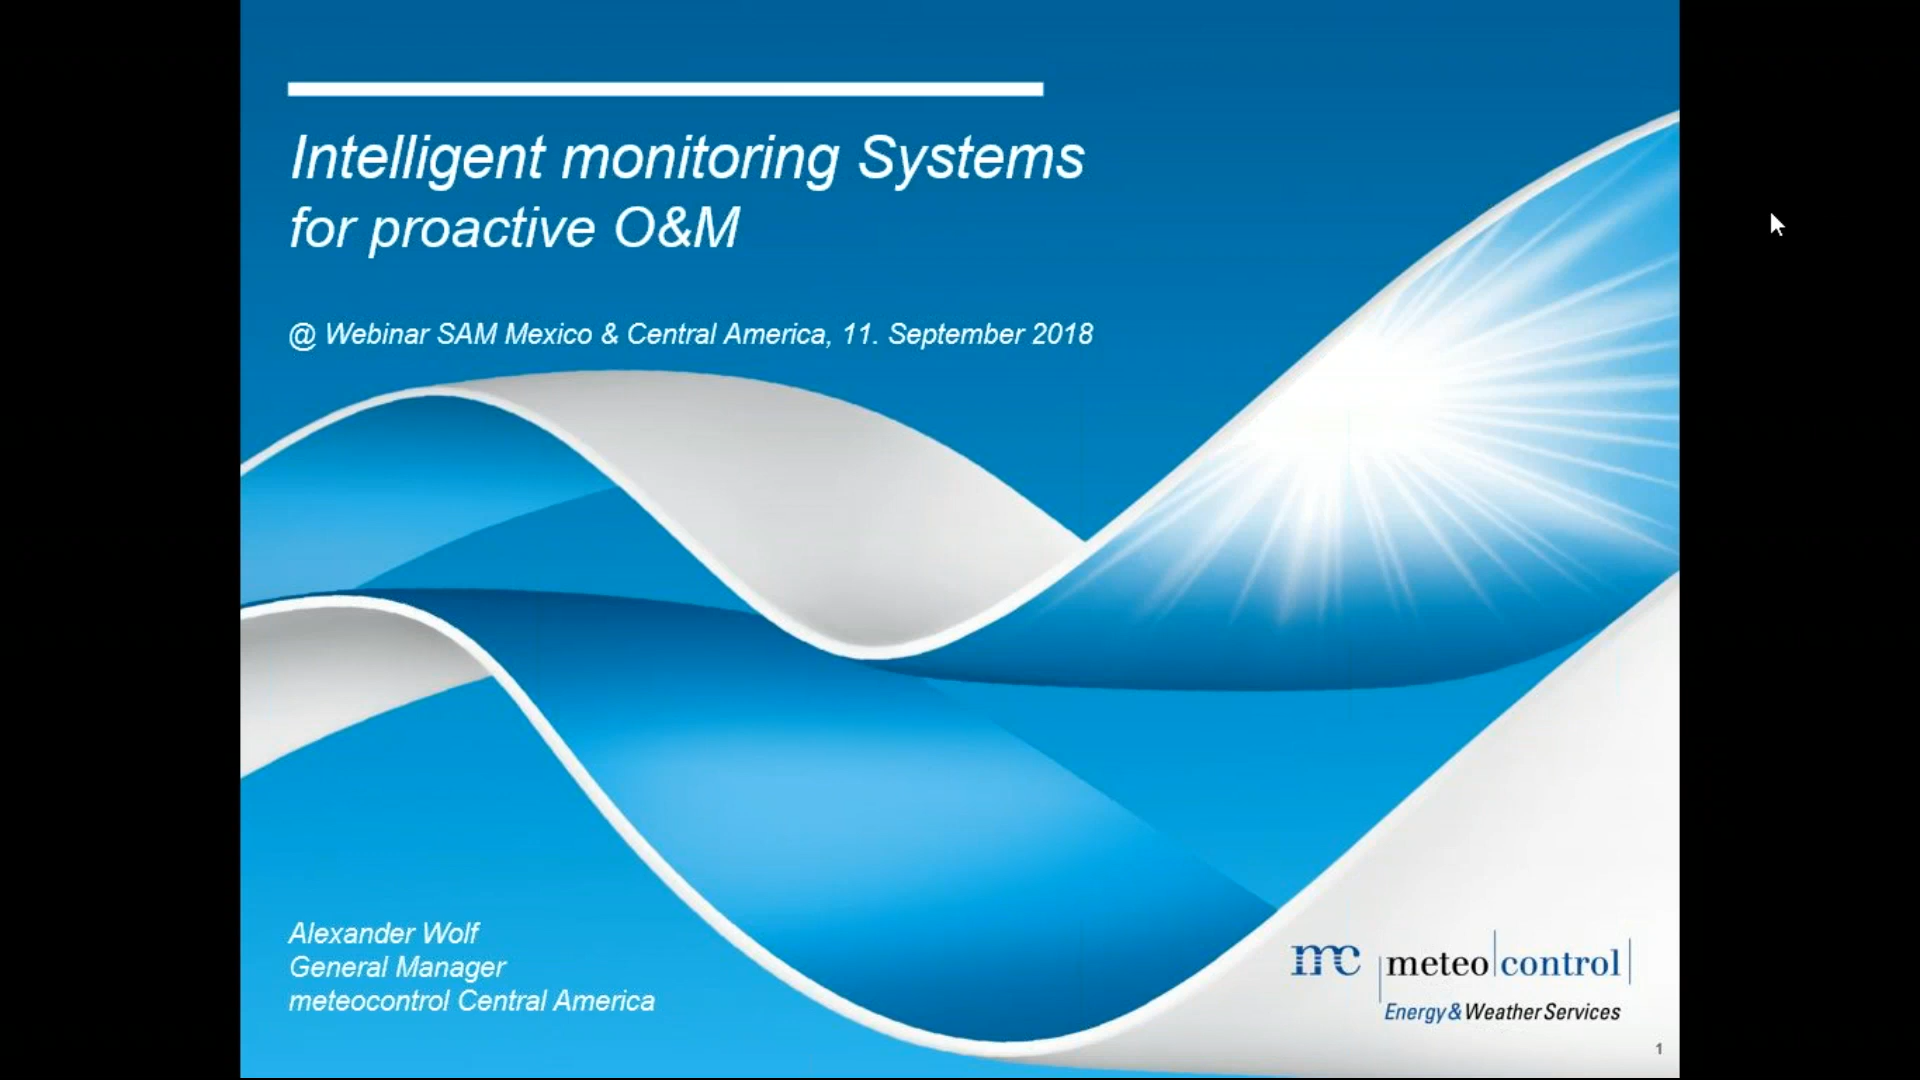 Intelligent monitoring Systems
for proactive O&M
@ Webinar SAM Mexico & Central America, 11. September 2018
Alexander Wolf
General Manager
meteocontrol Central America
mc meteo control
Energy & Weather Services
1